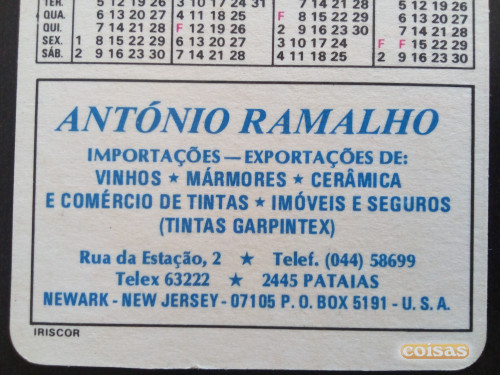 TER. 5 12 19 26 3 10 17 24 31 7 14 21 28
QUA. 6 13 20 27 4 11 18 25 F 8 15 22 29 5 12 19 26
QUI. 7 14 21 28 F 12 19 26 2 9 16 23 30 6 13 20 27
SEX. 1 8 15 22 29 6 13 20 27 3 10 17 24 F F 15 22 29
SÁB. 2 9 16 23 30 7 14 21 28 4 11 18 25 2 9 16 23 30
ANTÓNIO RAMALHO
IMPORTAÇÕES — EXPORTAÇÕES DE:
VINHOS ★ MÁRMORES ★ CERÂMICA
E COMÉRCIO DE TINTAS ★ IMÓVEIS E SEGUROS
(TINTAS GARPINTEX)
Rua da Estação, 2 ★ Telef. (044) 58699
Telex 63222 ★ 2445 PATAIAS
NEWARK - NEW JERSEY - 07105 P. O. BOX 5191 - U. S. A.
IRISCOR
coisas